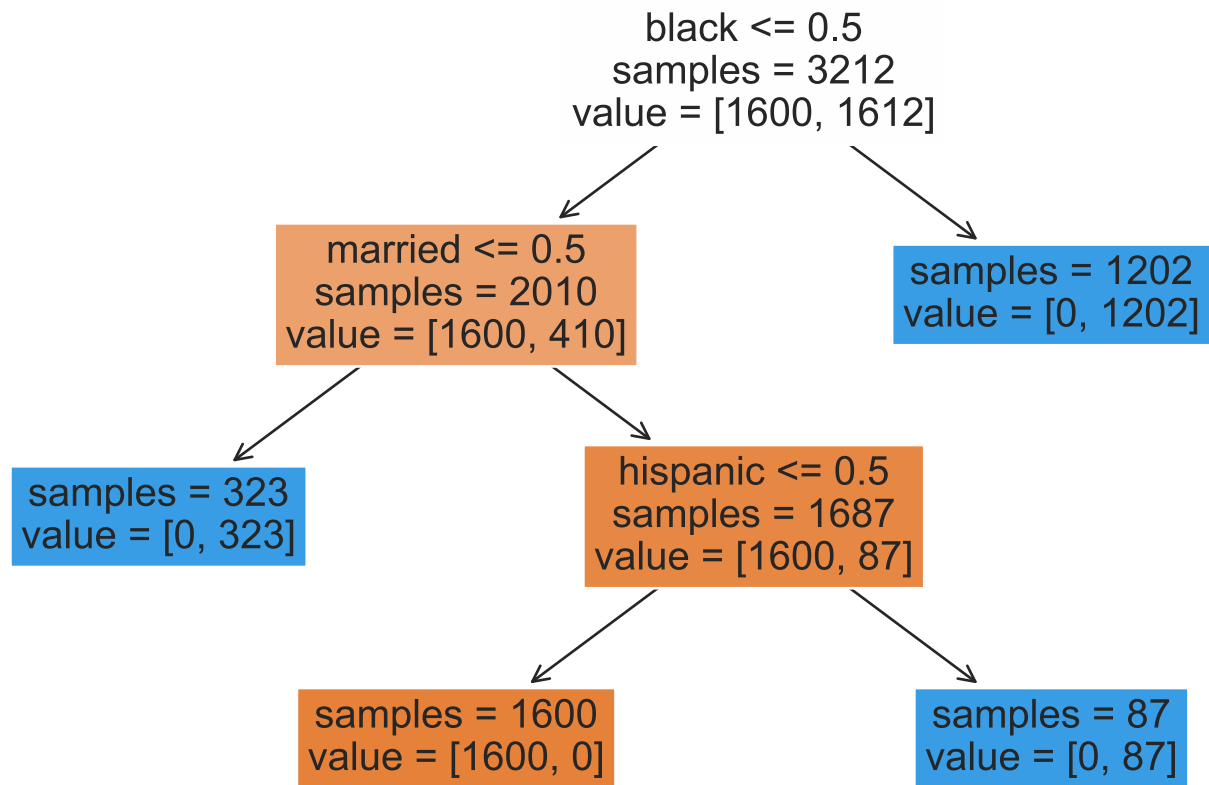 black <= 0.5
samples = 3212
value = [1600, 1612]
married <= 0.5
samples = 2010
value = [1600, 410]
samples = 1202
value = [0, 1202]
samples = 323
value = [0, 323]
hispanic <= 0.5
samples = 1687
value = [1600, 87]
samples = 1600
value = [1600, 0]
samples = 87
value = [0, 87]